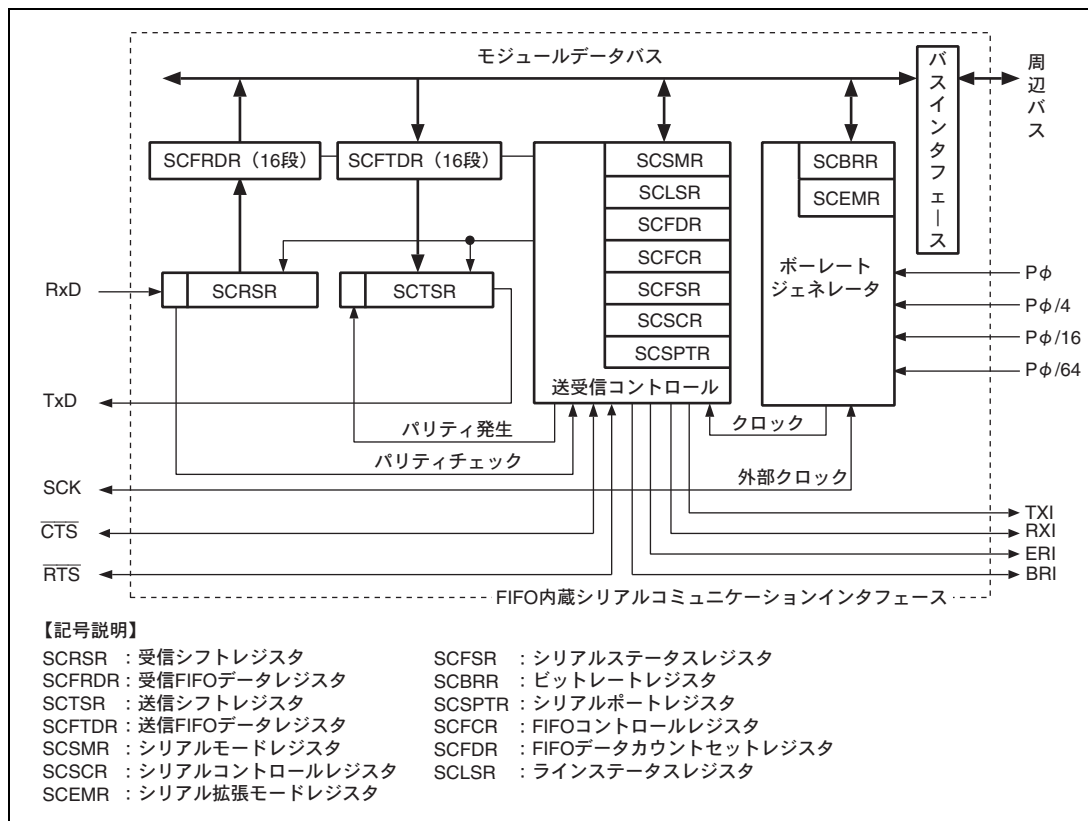 モジュールデータバス
バスインタフェース
周辺バス
SCFRDR（16段）
SCFTDR（16段）
SCSMR
SCLSR
SCFDR
SCFCR
SCFSR
SCSCR
SCSPTR
送受信コントロール
SCBRR
SCEMR
ボーレート
ジェネレータ
RxD
SCRSR
SCTSR
Pφ
Pφ/4
Pφ/16
Pφ/64
TxD
パリティ発生
パリティチェック
クロック
外部クロック
SCK
CTS
RTS
TXI
RXI
ERI
BRI
FIFO内蔵シリアルコミュニケーションインタフェース
【記号説明】
SCRSR ：受信シフトレジスタ
SCFRDR：受信FIFOデータレジスタ
SCTSR ：送信シフトレジスタ
SCFTDR：送信FIFOデータレジスタ
SCSMR ：シリアルモードレジスタ
SCSCR ：シリアルコントロールレジスタ
SCEMR ：シリアル拡張モードレジスタ
SCFSR ：シリアルステータスレジスタ
SCBRR ：ビットレートレジスタ
SCSPTR ：シリアルポートレジスタ
SCFCR ：FIFOコントロールレジスタ
SCFDR ：FIFOデータカウントセットレジスタ
SCLSR ：ラインステータスレジスタ